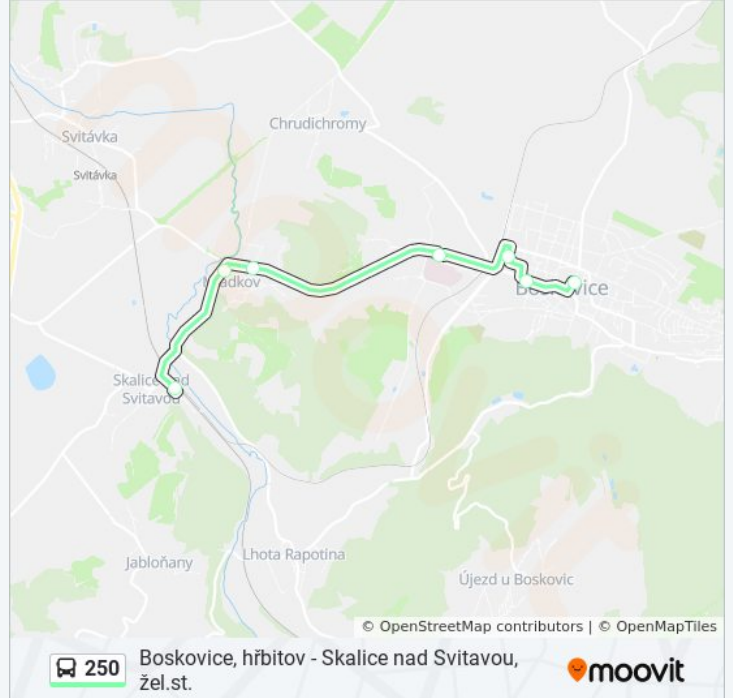 Chrudichromy
Svitávka
Svitávka
Mladkov
Boskovice
Skalice nad
Svitavou
Jabloňany
Lhota Rapotina
Újezd u Boskovic
© OpenStreetMap contributors | © OpenMapTiles
250
Boskovice, hřbitov - Skalice nad Svitavou,
žel.st.
moovit